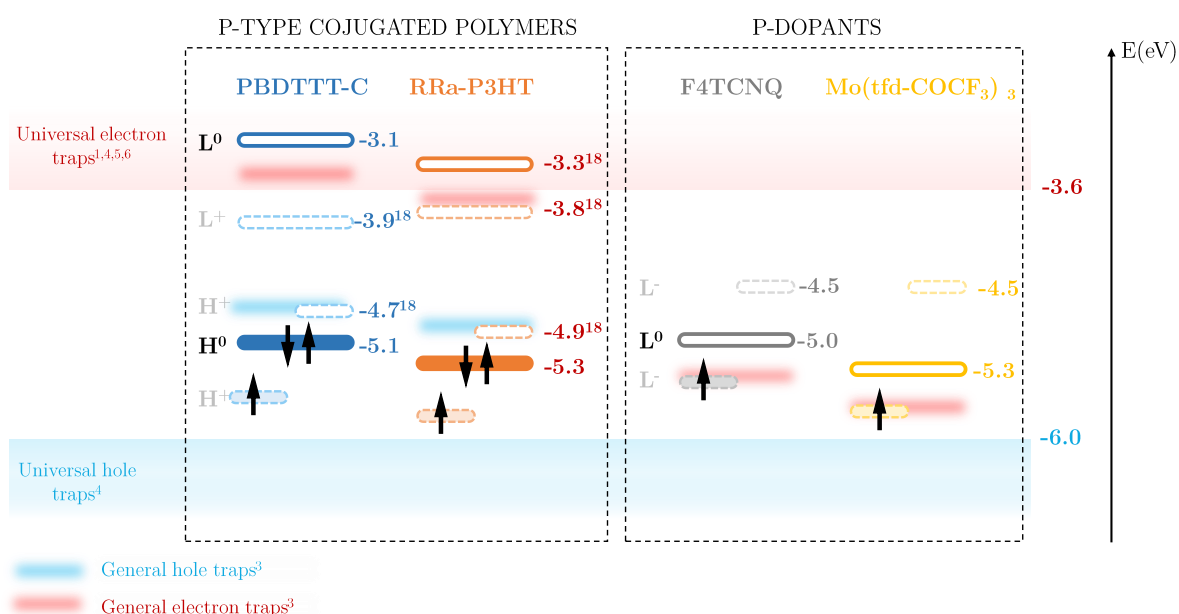 P-TYPE COJUGATED POLYMERS
P-DOPANTS
E(eV)
PBDTTT-C
RRa-P3HT
F4TCNQ
Mo(tfd-COCF₃) ₃
Universal electron
traps¹,⁴,⁵,⁶
L⁰
-3.1
-3.3¹⁸
-3.6
L⁺
-3.9¹⁸
-3.8¹⁸
H⁺
-4.7¹⁸
-4.9¹⁸
L⁻
-4.5
-4.5
H⁰
-5.1
-5.3
L⁰
-5.0
-5.3
H⁺
L⁻
-6.0
Universal hole
traps⁴
General hole traps³
General electron traps³